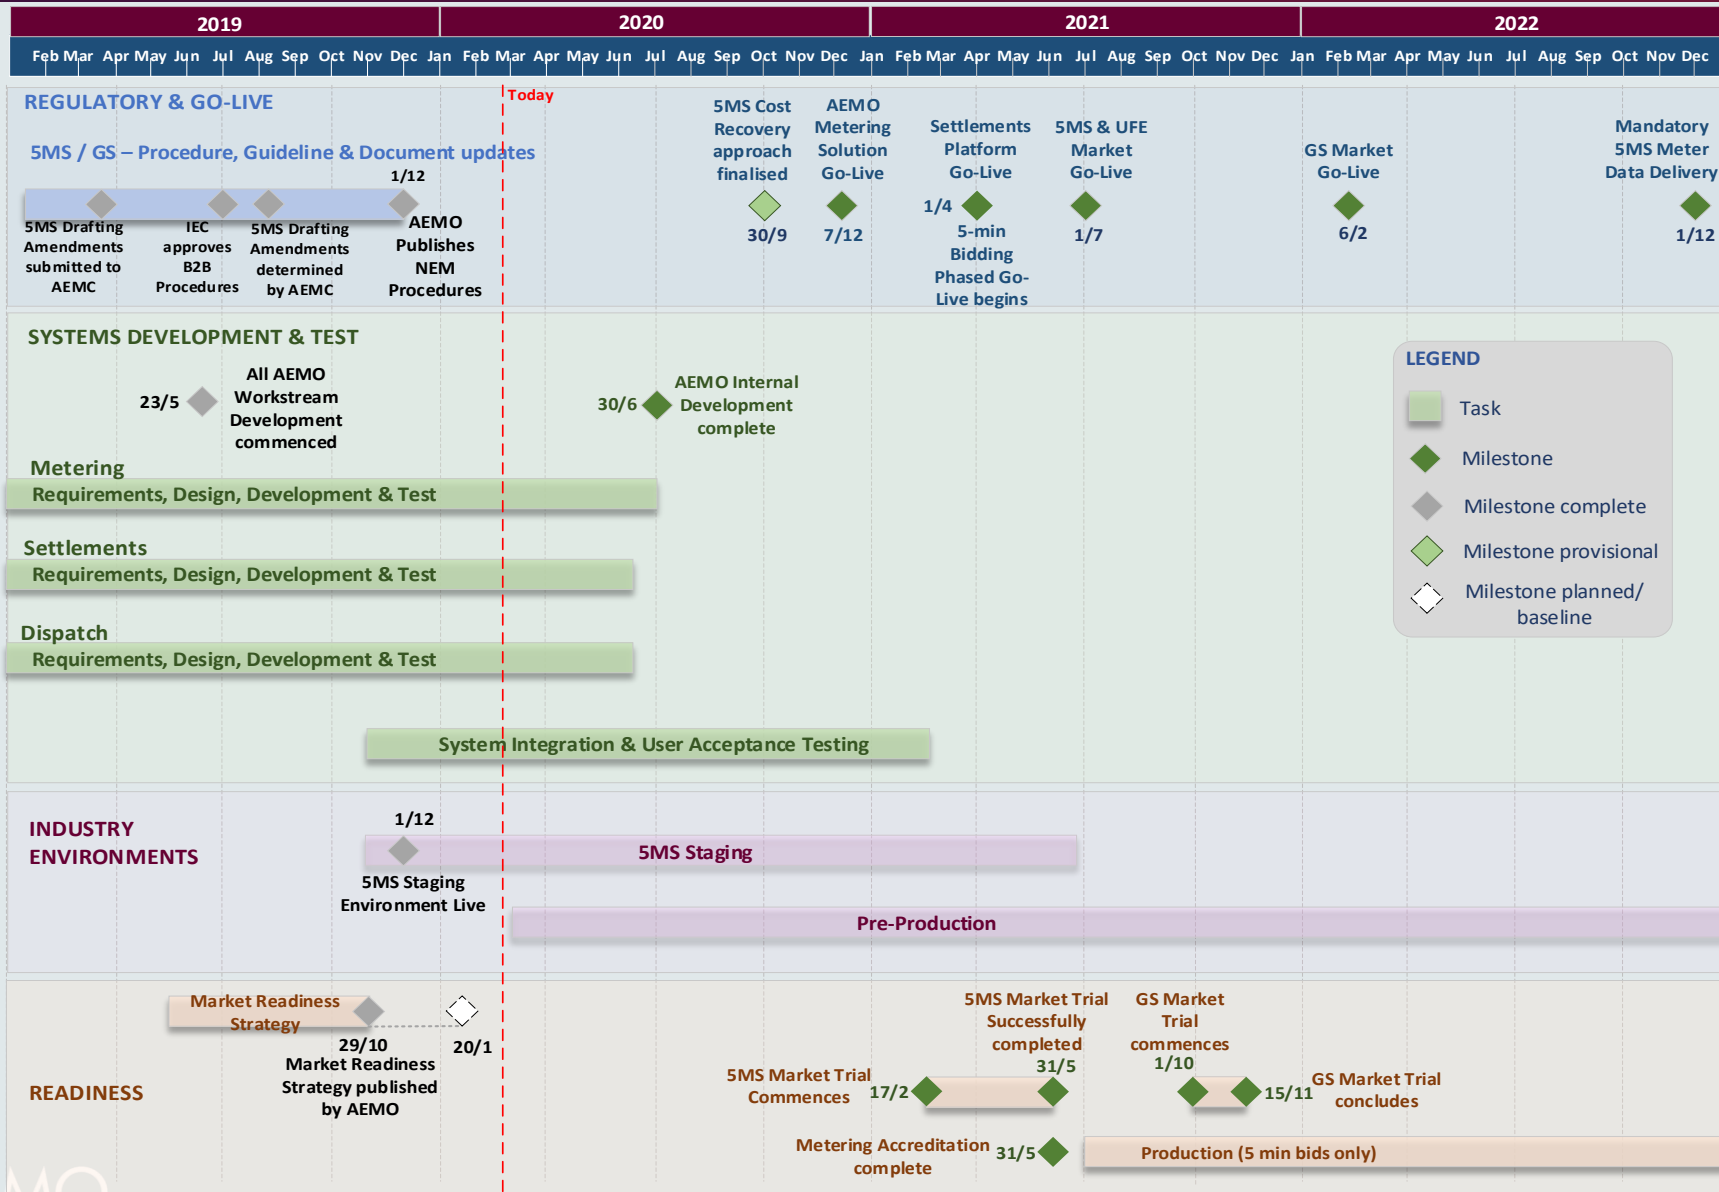 2019
2020
2021
2022
Feb Mar Apr May Jun Jul Aug Sep Oct Nov Dec Jan Feb Mar Apr May Jun Jul Aug Sep Oct Nov Dec Jan Feb Mar Apr May Jun Jul Aug Sep Oct Nov Dec Jan Feb Mar Apr May Jun Jul Aug Sep Oct Nov Dec
REGULATORY & GO-LIVE
Today
5MS / GS – Procedure, Guideline & Document updates
1/12
5MS Drafting
Amendments
submitted to
AEMC
IEC
approves
B2B
Procedures
5MS Drafting
Amendments
determined
by AEMC
AEMO
Publishes
NEM
Procedures
5MS Cost
Recovery
approach
finalised
30/9
AEMO
Metering
Solution
Go-Live
7/12
Settlements
Platform
Go-Live
1/4
5-min
Bidding
Phased Go-
Live begins
5MS & UFE
Market
Go-Live
1/7
GS Market
Go-Live
6/2
Mandatory
5MS Meter
Data Delivery
1/12
SYSTEMS DEVELOPMENT & TEST
23/5
All AEMO
Workstream
Development
commenced
30/6
AEMO Internal
Development
complete
Metering
Requirements, Design, Development & Test
Settlements
Requirements, Design, Development & Test
Dispatch
Requirements, Design, Development & Test
System Integration & User Acceptance Testing
LEGEND
Task
Milestone
Milestone complete
Milestone provisional
Milestone planned/
baseline
INDUSTRY
ENVIRONMENTS
1/12
5MS Staging
5MS Staging
Environment Live
Pre-Production
READINESS
Market Readiness
Strategy
29/10
Market Readiness
Strategy published
by AEMO
20/1
5MS Market Trial
Commences
17/2
5MS Market Trial
Successfully
completed
31/5
GS Market
Trial
commences
1/10
15/11
GS Market Trial
concludes
Metering Accreditation
complete
31/5
Production (5 min bids only)